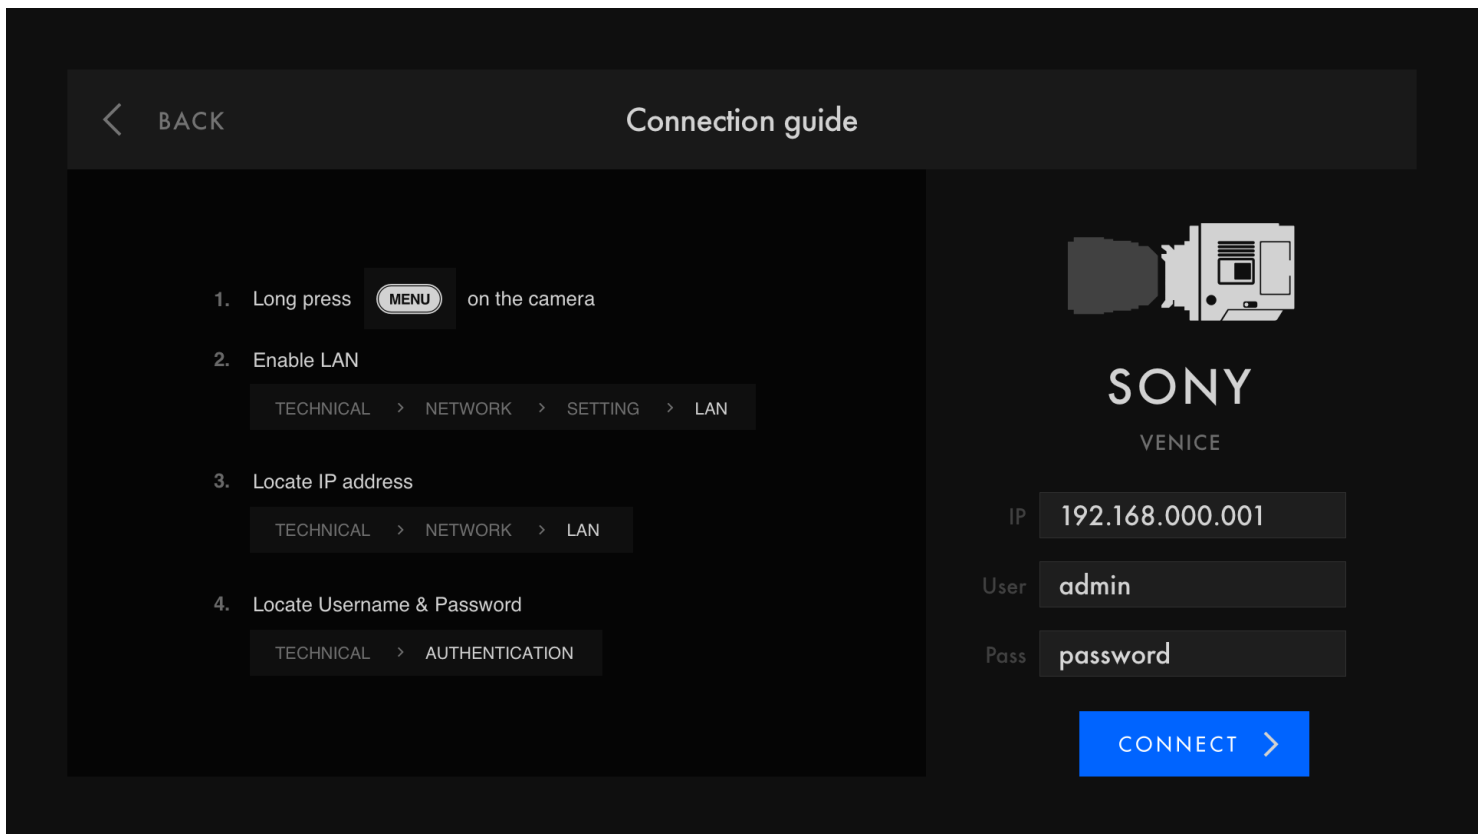 BACK
Connection guide
1. Long press MENU on the camera
2. Enable LAN
TECHNICAL > NETWORK > SETTING > LAN
3. Locate IP address
TECHNICAL > NETWORK > LAN
4. Locate Username & Password
TECHNICAL > AUTHENTICATION
SONY
VENICE
IP 192.168.000.001
User admin
Pass password
CONNECT